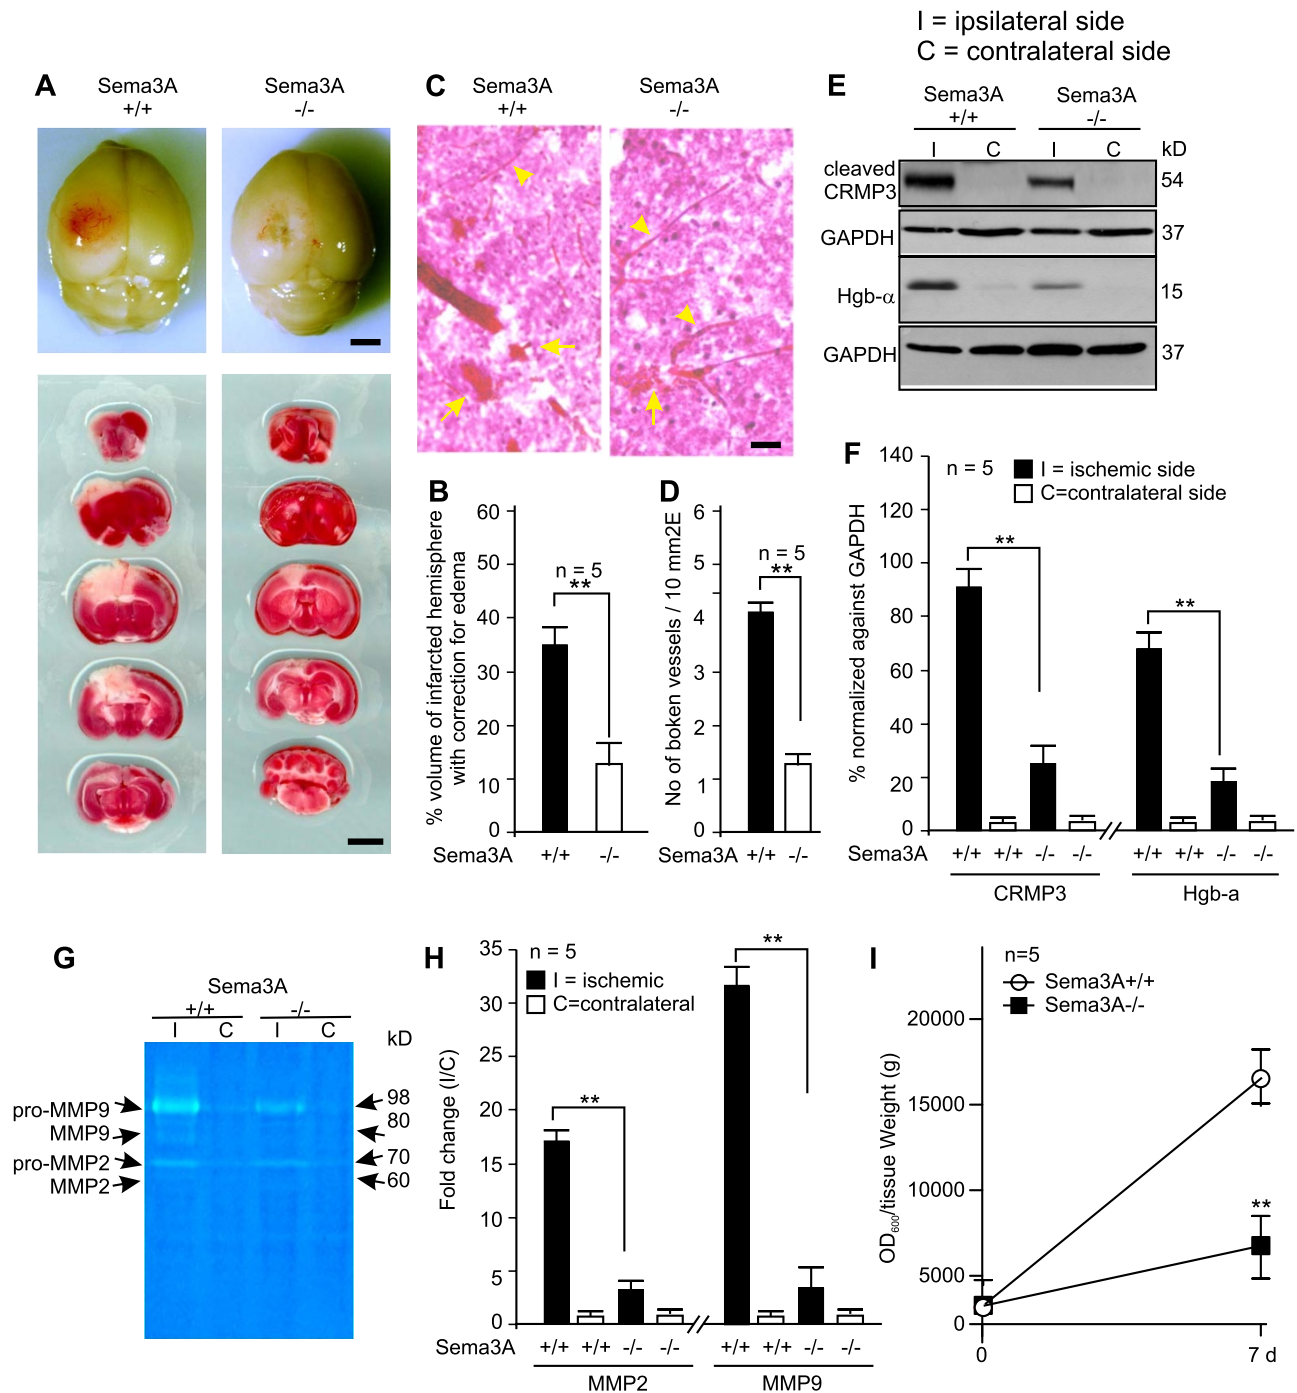 I = ipsilateral side
C = contralateral side
A
Sema3A
+/+
Sema3A
-/-
C
Sema3A
+/+
Sema3A
-/-
E
Sema3A
+/+
Sema3A
-/-
I C I C kD
cleaved
CRMP3
54
GAPDH
37
Hgb-α
15
GAPDH
37
B
% volume of infarcted hemisphere
with correction for edema
60
50
40
30
20
10
0
n = 5
**
Sema3A +/+ -/-
D
No of boken vessels / 10 mm2E
6
5
4
3
2
1
0
n = 5
**
Sema3A +/+ -/-
F
% normalized against GAPDH
140
120
100
80
60
40
20
0
n = 5
I = ischemic side
C=contralateral side
**
**
Sema3A +/+ +/+ -/- -/- +/+ +/+ -/- -/-
CRMP3 Hgb-a
G
Sema3A
+/+ -/-
I C I C
kD
pro-MMP9
MMP9
pro-MMP2
MMP2
98
80
70
60
H
Fold change (I/C)
35
30
25
20
15
10
5
0
n = 5
I = ischemic
C=contralateral
**
**
Sema3A +/+ +/+ -/- -/- +/+ +/+ -/- -/-
MMP2 MMP9
I
OD600/tissue Weight (g)
n=5
Sema3A+/+
Sema3A-/-
20000
15000
10000
5000
0
**
0 7 d